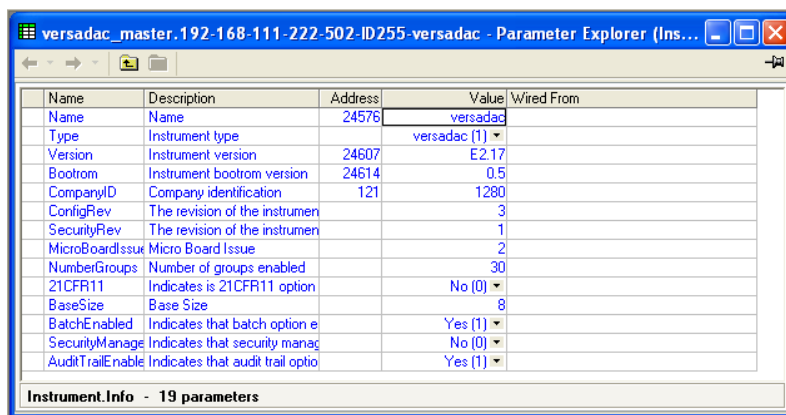 versadac_master.192-168-111-222-502-ID255-versadac - Parameter Explorer (Ins...
Name Description Address Value Wired From
Name Name 24576 versadac
Type Instrument type versadac (1)
Version Instrument version 24607 E2.17
Bootrom Instrument bootrom version 24614 0.5
CompanyID Company identification 121 1280
ConfigRev The revision of the instrumen 3
SecurityRev The revision of the instrumen 1
MicroBoardIssue Micro Board Issue 2
NumberGroups Number of groups enabled 30
21CFR11 Indicates is 21CFR11 option No (0)
BaseSize Base Size 8
BatchEnabled Indicates that batch option e Yes (1)
SecurityManage Indicates that security manag No (0)
AuditTrailEnable Indicates that audit trail optio Yes (1)
Instrument.Info - 19 parameters